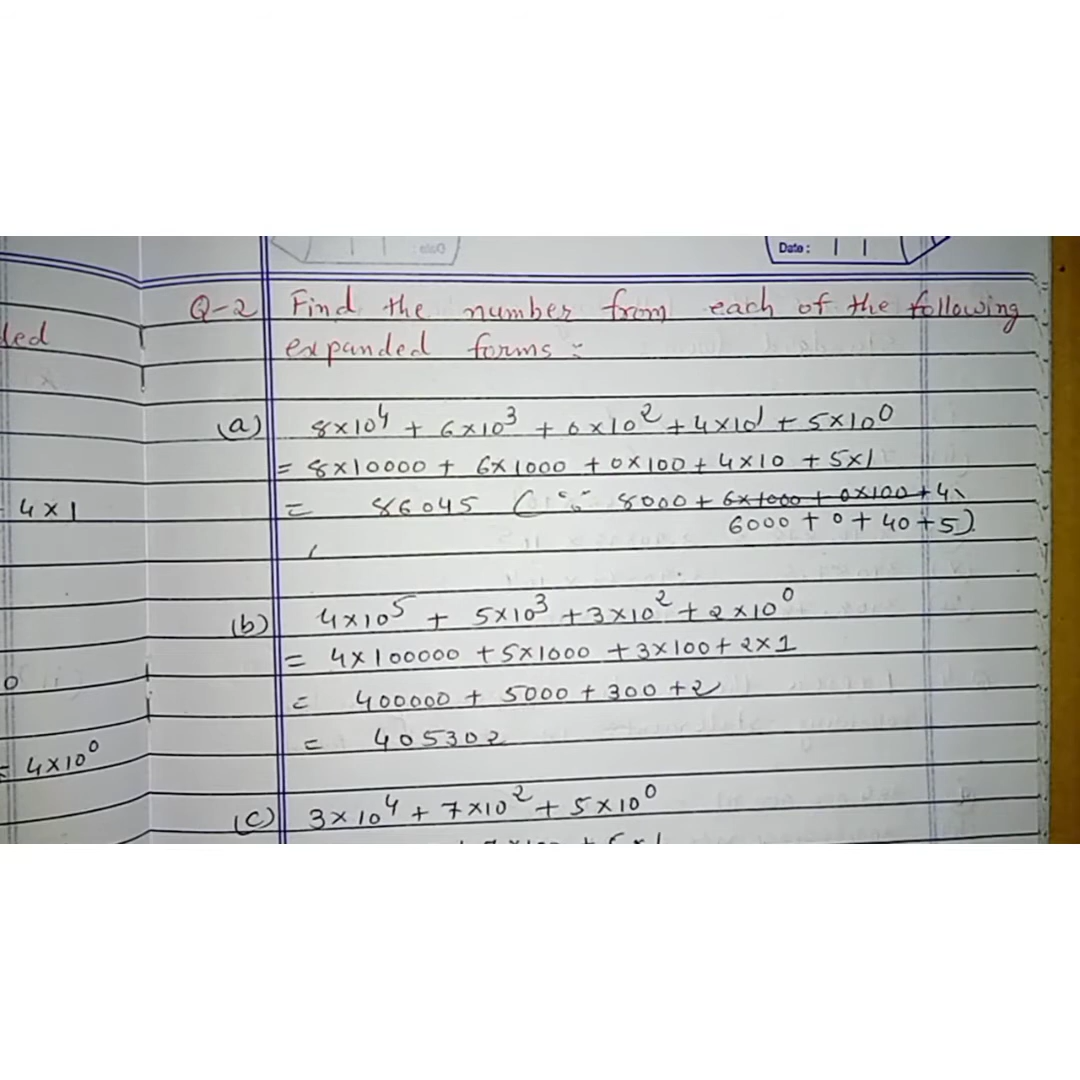 Date :
Q-2 Find the number from each of the following
expanded forms :
(a) 8×10⁴ + 6×10³ + 0×10² + 4×10¹ + 5×10⁰
= 8×10000 + 6×1000 + 0×100 + 4×10 + 5×1
= 86045 (∵ 8000 + 6×1000 + 0×100 + 4
6000 + 0 + 40 + 5)
(b) 4×10⁵ + 5×10³ + 3×10² + 2×10⁰
= 4×100000 + 5×1000 + 3×100 + 2×1
= 400000 + 5000 + 300 + 2
= 405302
(c) 3×10⁴ + 7×10² + 5×10⁰
led
4×1
0
= 4×10⁰